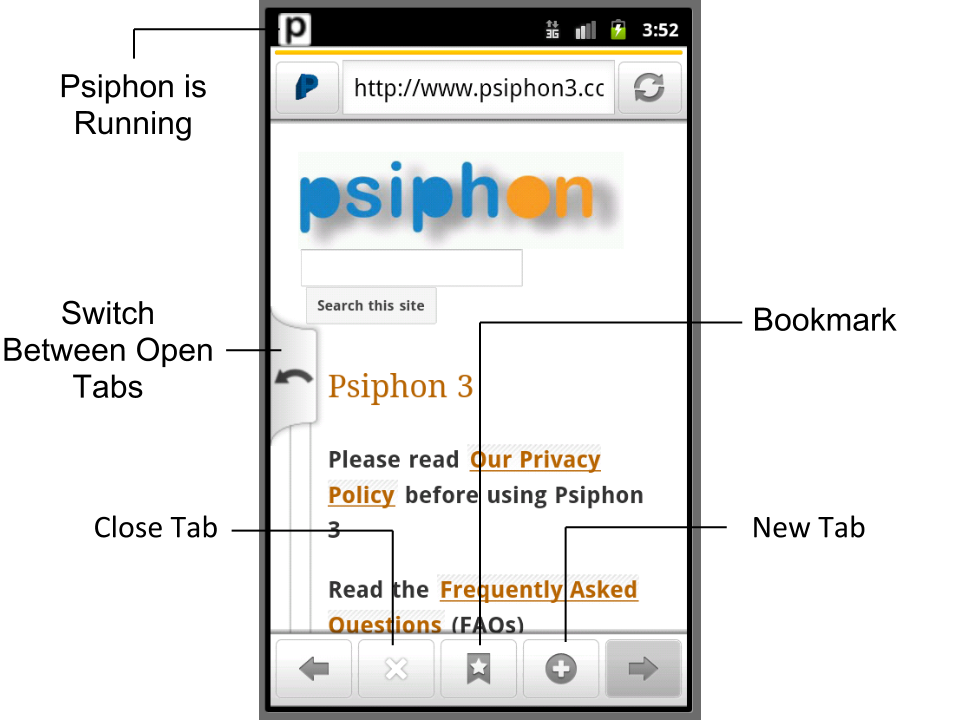 p
3G
3:52
Psiphon is
Running
P
http://www.psiphon3.cc
psiphon
Search this site
Switch
Between Open
Tabs
Bookmark
Psiphon 3
Please read Our Privacy
Policy before using Psiphon
3
Close Tab
New Tab
Read the Frequently Asked
Questions (FAQs)